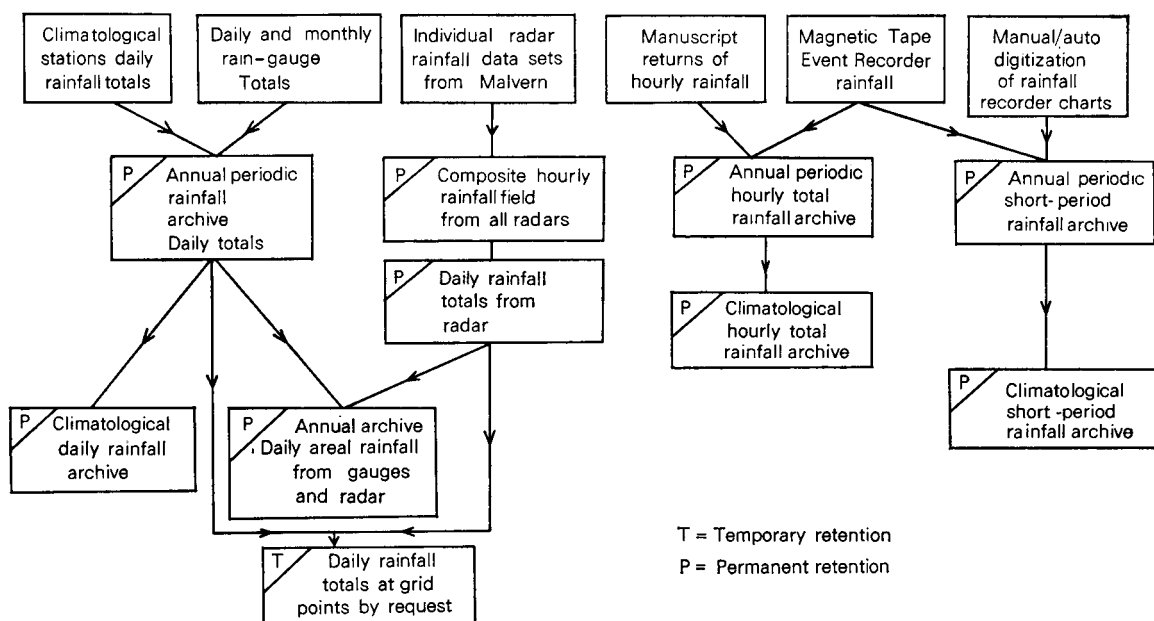 Climatological
stations daily
rainfall totals
Daily and monthly
rain-gauge
Totals
Individual radar
rainfall data sets
from Malvern
Manuscript
returns of
hourly rainfall
Magnetic Tape
Event Recorder
rainfall
Manual/auto
digitization
of rainfall
recorder charts
P
Annual periodic
rainfall
archive
Daily totals
P
Composite hourly
rainfall field
from all radars
P
Annual periodic
hourly total
rainfall archive
P
Annual periodic
short-period
rainfall archive
P
Daily rainfall
totals from
radar
P
Climatological
hourly total
rainfall archive
P
Climatological
short-period
rainfall archive
P
Climatological
daily rainfall
archive
P
Annual archive
Daily areal rainfall
from gauges
and radar
T
Daily rainfall
totals at grid
points by request
T = Temporary retention
P = Permanent retention